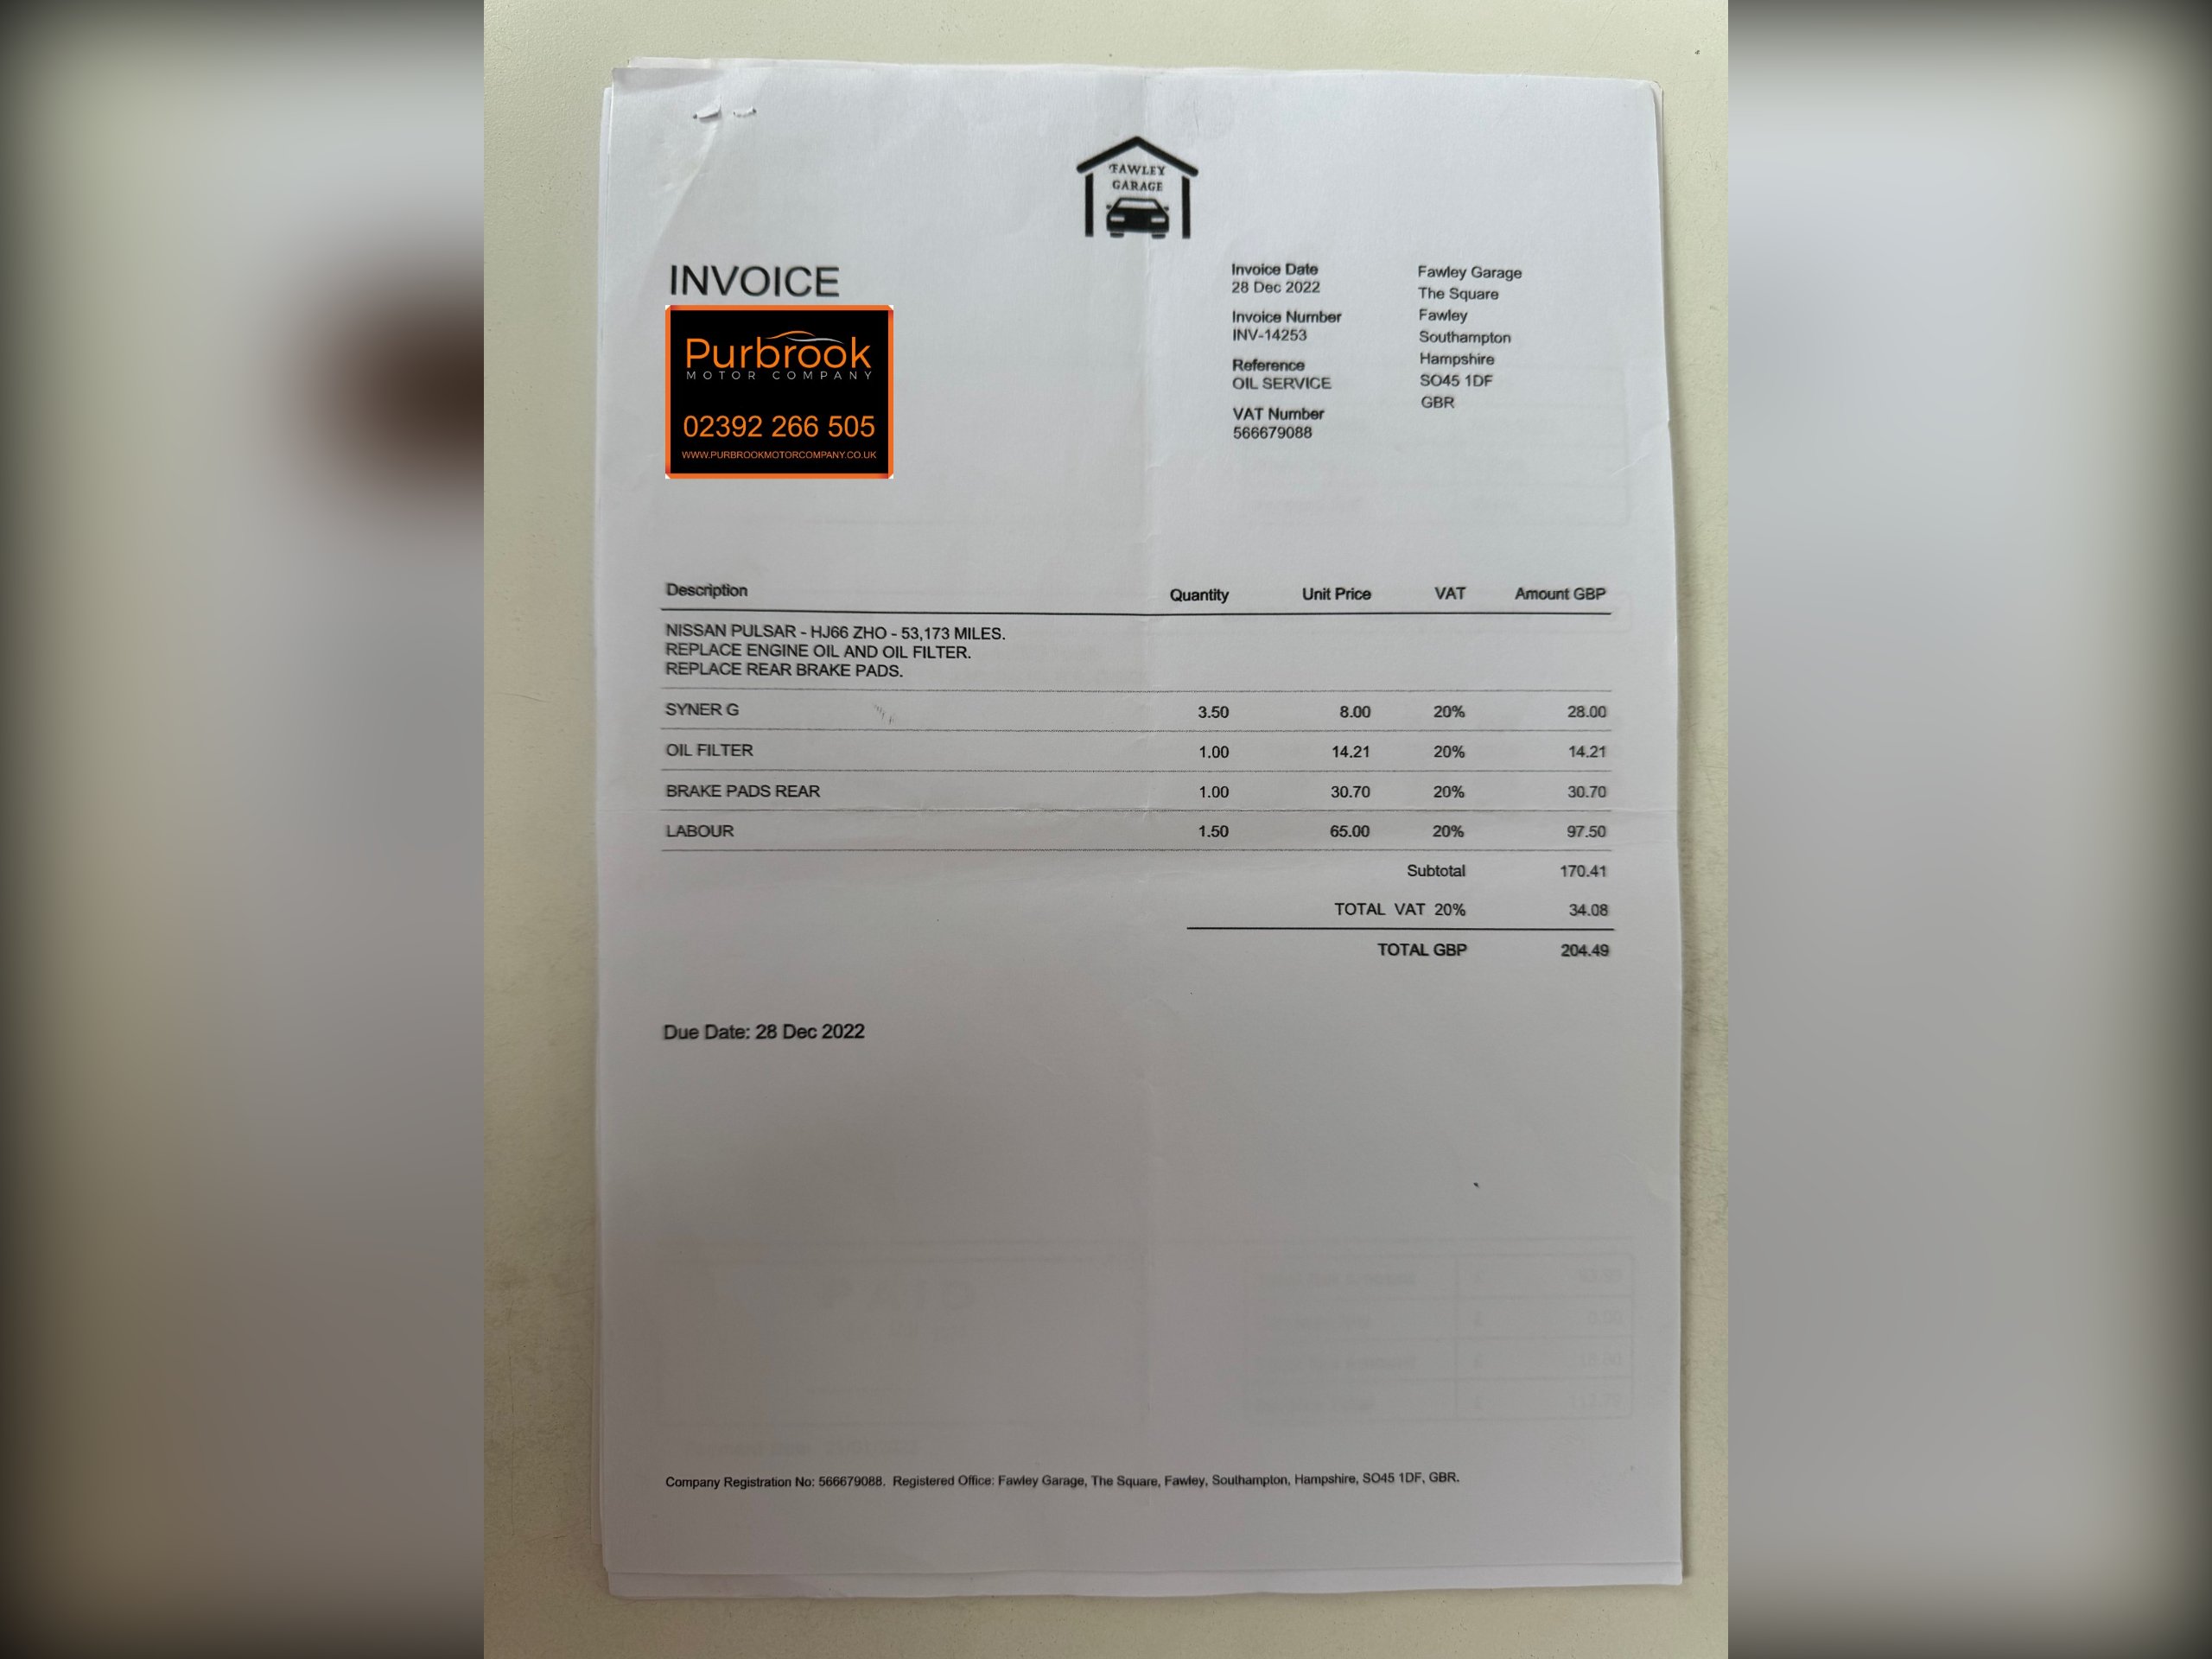 FAWLEY
GARAGE
INVOICE
Purbrook
MOTOR COMPANY
02392 266 505
WWW.PURBROOKMOTORCOMPANY.CO.UK
Invoice Date
28 Dec 2022
Invoice Number
INV-14253
Reference
OIL SERVICE
VAT Number
566679088
Fawley Garage
The Square
Fawley
Southampton
Hampshire
SO45 1DF
GBR
Description Quantity Unit Price VAT Amount GBP
NISSAN PULSAR - HJ66 ZHO - 53,173 MILES.
REPLACE ENGINE OIL AND OIL FILTER.
REPLACE REAR BRAKE PADS.
SYNER G 3.50 8.00 20% 28.00
OIL FILTER 1.00 14.21 20% 14.21
BRAKE PADS REAR 1.00 30.70 20% 30.70
LABOUR 1.50 65.00 20% 97.50
Subtotal 170.41
TOTAL VAT 20% 34.08
TOTAL GBP 204.49
Due Date: 28 Dec 2022
PAID
Company Registration No: 566679088. Registered Office: Fawley Garage, The Square, Fawley, Southampton, Hampshire, SO45 1DF, GBR.